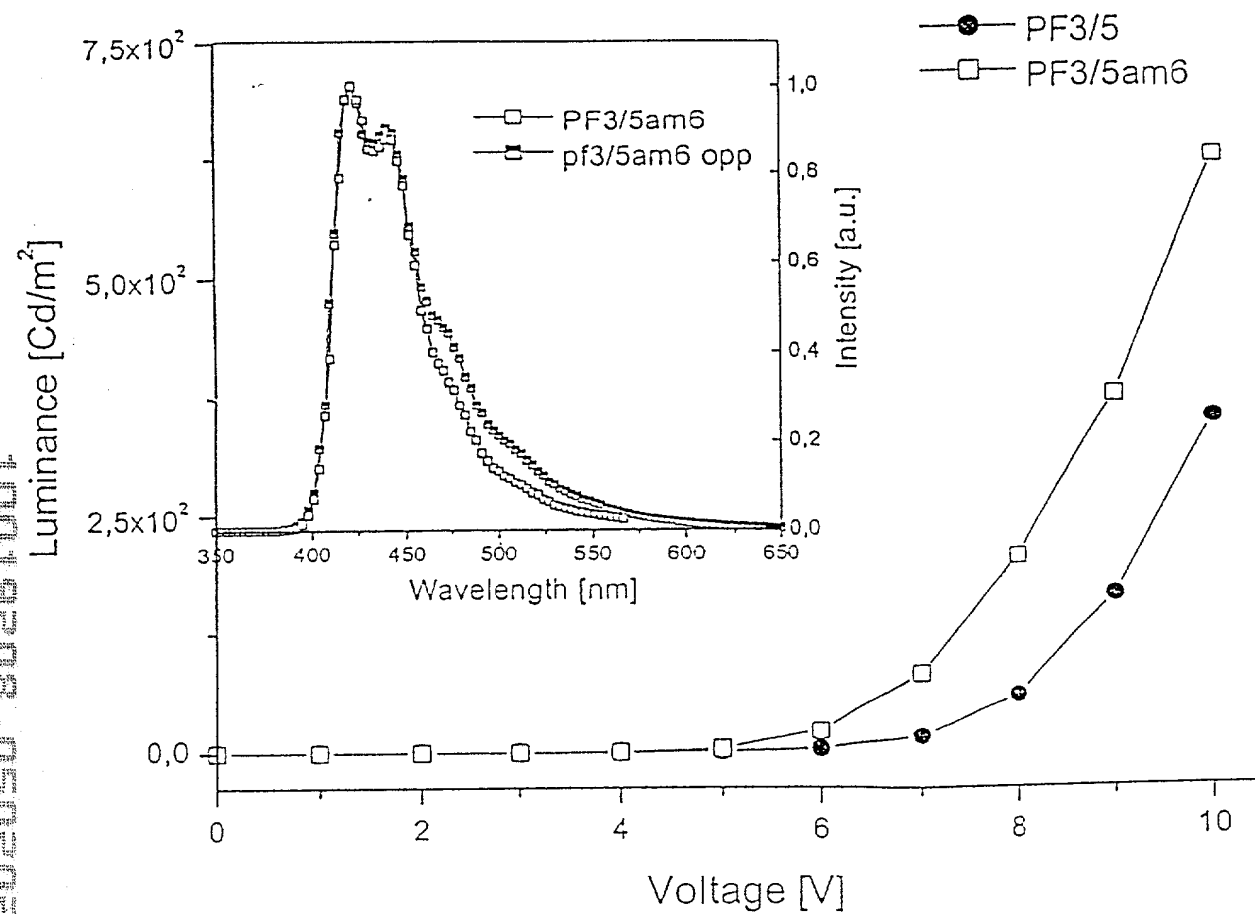 PF3/5
PF3/5am6
7,5x10²
5,0x10²
2,5x10²
0,0
Luminance [Cd/m²]
PF3/5am6
pf3/5am6 opp
1,0
0,8
0,6
0,4
0,2
0,0
Intensity [a.u.]
350 400 450 500 550 600 650
Wavelength [nm]
0 2 4 6 8 10
Voltage [V]